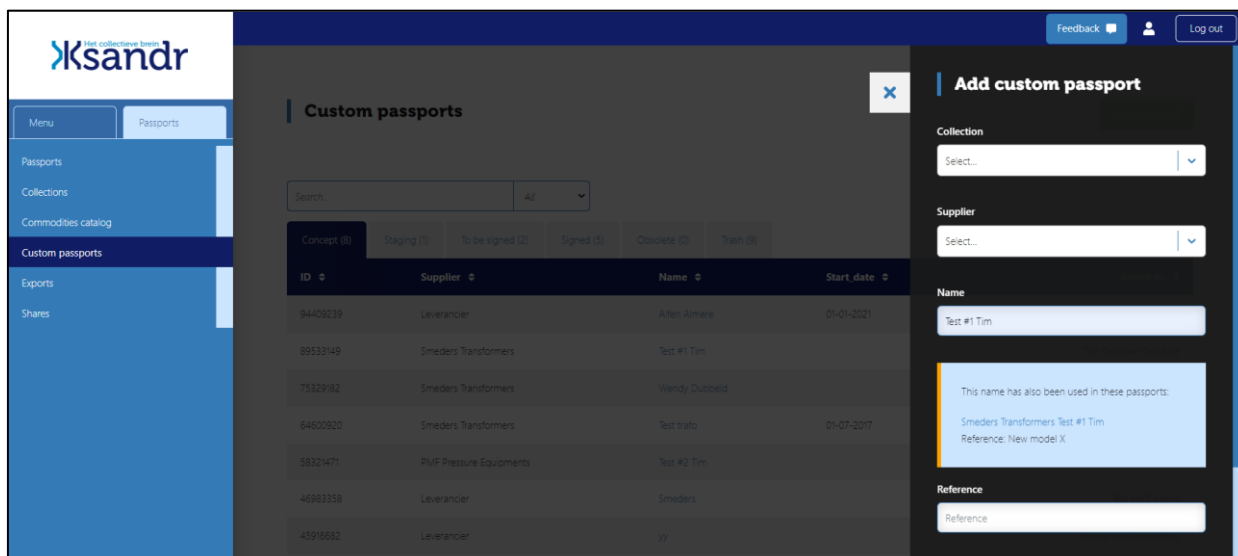 Het collectieve brein
Ksandr
Feedback
Log out
Menu
Passports
Passports
Collections
Commodities catalog
Custom passports
Exports
Shares
Custom passports
Search...
All
Concept (8)
Staging (1)
To be signed (2)
Signed (5)
Obsolete (0)
Trash (9)
ID Supplier Name Start_date
94409239 Leverancier Alfen Almere 01-01-2021
89533149 Smeders Transformers Test #1 Tim
75329182 Smeders Transformers Wendy Dubbeld
64600920 Smeders Transformers Test trafo 01-07-2017
58321471 PMF Pressure Equipments Test #2 Tim
46983358 Leverancier Smeders
Leverancier yy
Add custom passport
Collection
Select...
Supplier
Select...
Name
Test #1 Tim
This name has also been used in these passports:
Smeders Transformers Test #1 Tim
Reference: New model X
Reference
Reference